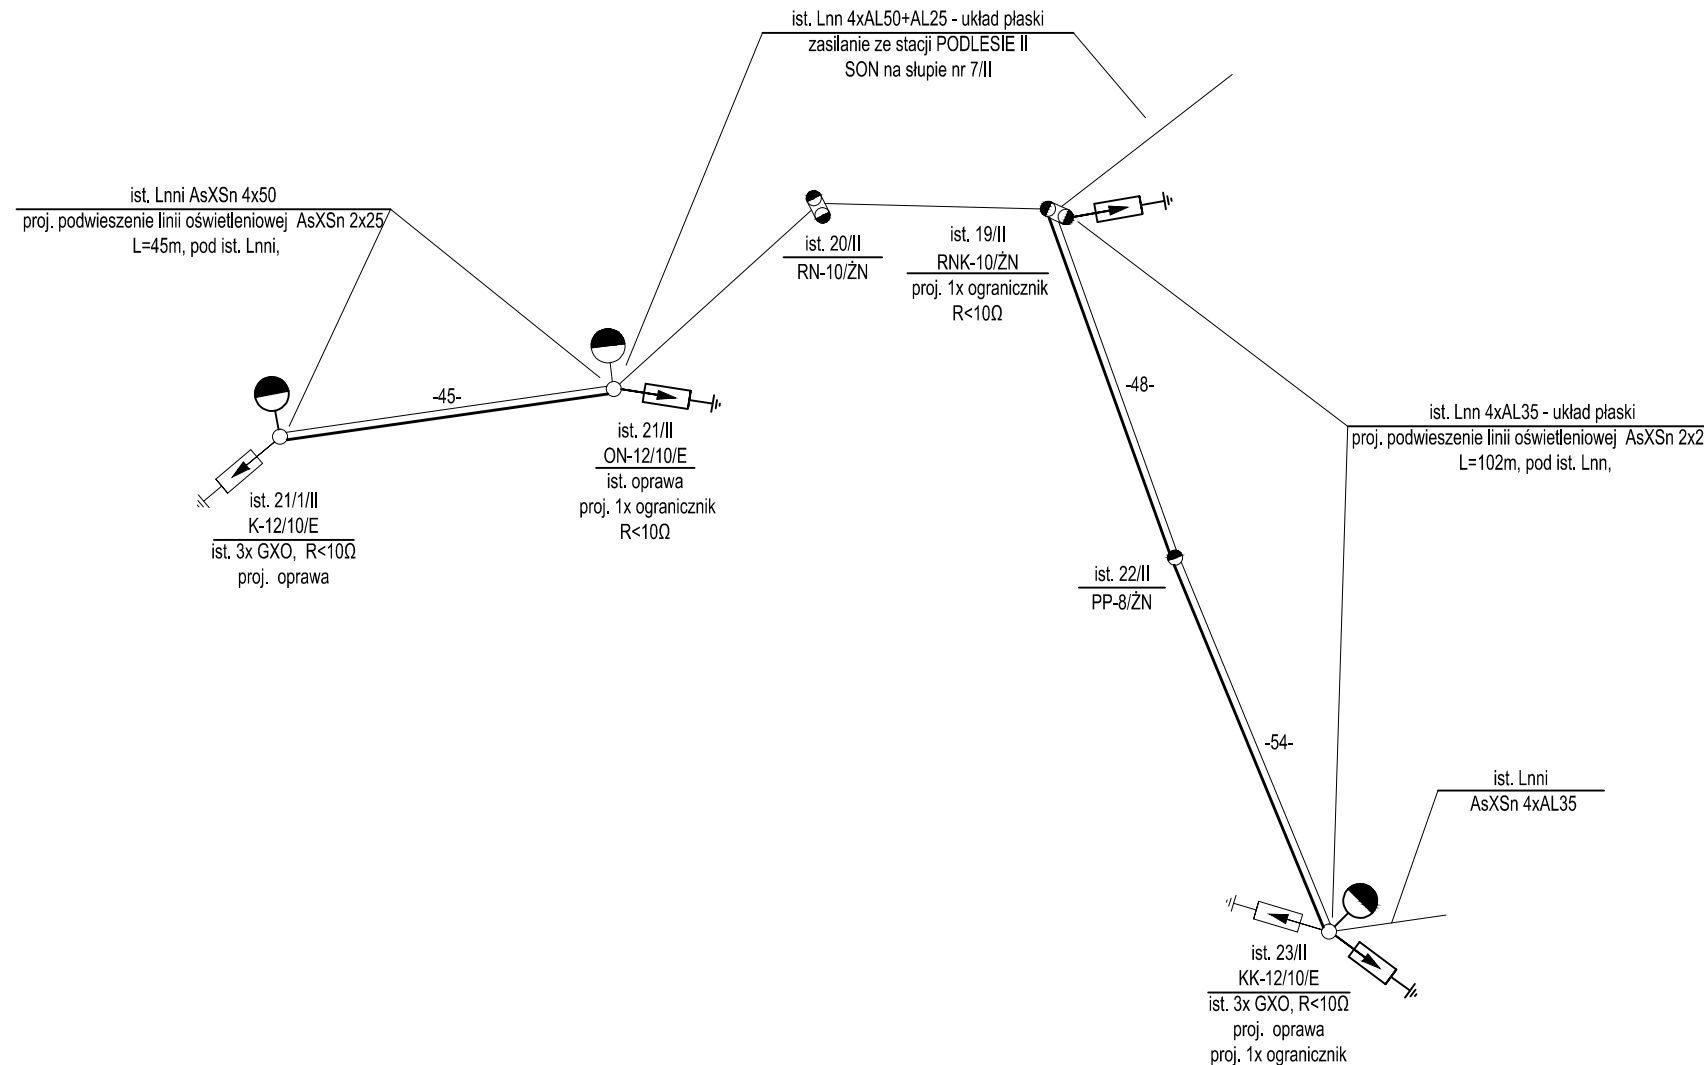 ist. Lnn 4xAL50+AL25 - układ płaski
zasilanie ze stacji PODLESIE II
SON na słupie nr 7/II
ist. Lnni AsXSn 4x50
proj. podwieszenie linii oświetleniowej AsXSn 2x25
L=45m, pod ist. Lnni,
ist. 20/II
RN-10/ŻN
ist. 19/II
RNK-10/ŻN
proj. 1x ogranicznik
R<10Ω
-45-
-48-
ist. 21/II
ON-12/10/E
ist. oprawa
proj. 1x ogranicznik
R<10Ω
ist. Lnn 4xAL35 - układ płaski
proj. podwieszenie linii oświetleniowej AsXSn 2x2
L=102m, pod ist. Lnn,
ist. 21/1/II
K-12/10/E
ist. 3x GXO, R<10Ω
proj. oprawa
ist. 22/II
PP-8/ŻN
-54-
ist. Lnni
AsXSn 4xAL35
ist. 23/II
KK-12/10/E
ist. 3x GXO, R<10Ω
proj. oprawa
proj. 1x ogranicznik